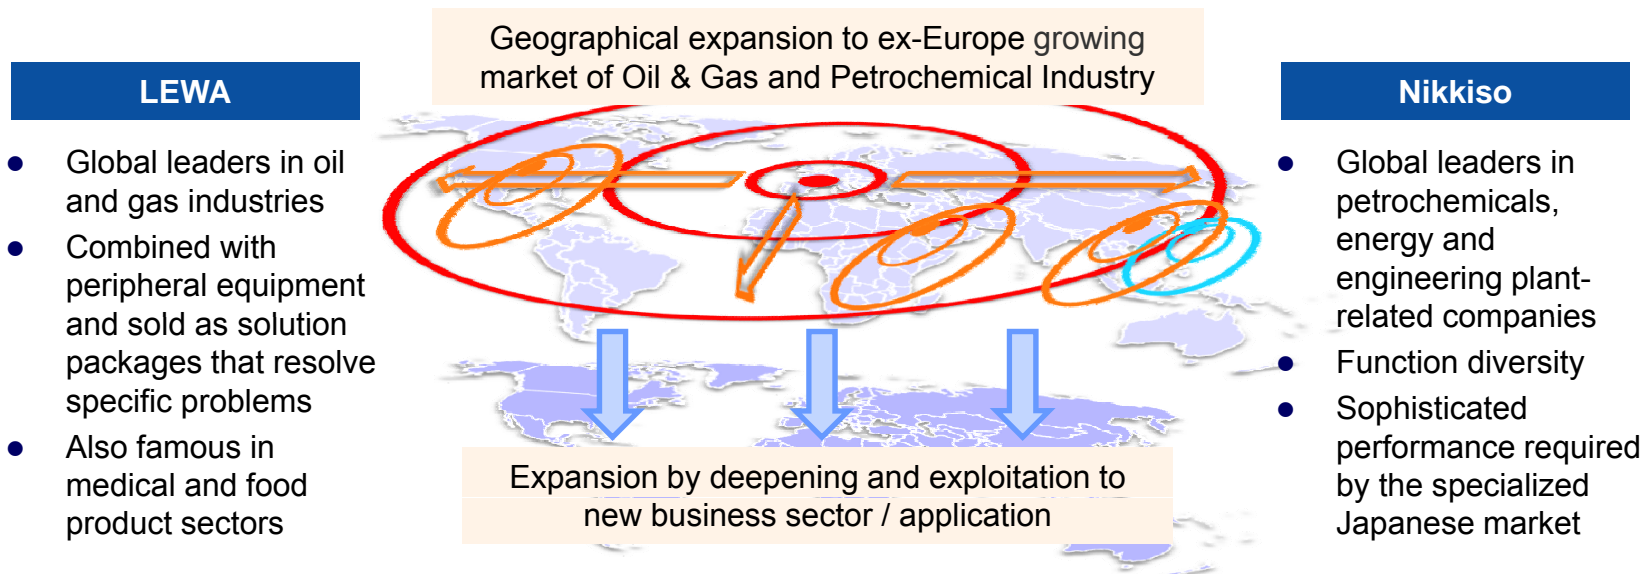 Geographical expansion to ex-Europe growing
market of Oil & Gas and Petrochemical Industry
LEWA
● Global leaders in oil
and gas industries
● Combined with
peripheral equipment
and sold as solution
packages that resolve
specific problems
● Also famous in
medical and food
product sectors
Expansion by deepening and exploitation to
new business sector / application
Nikkiso
● Global leaders in
petrochemicals,
energy and
engineering plant-
related companies
● Function diversity
● Sophisticated
performance required
by the specialized
Japanese market